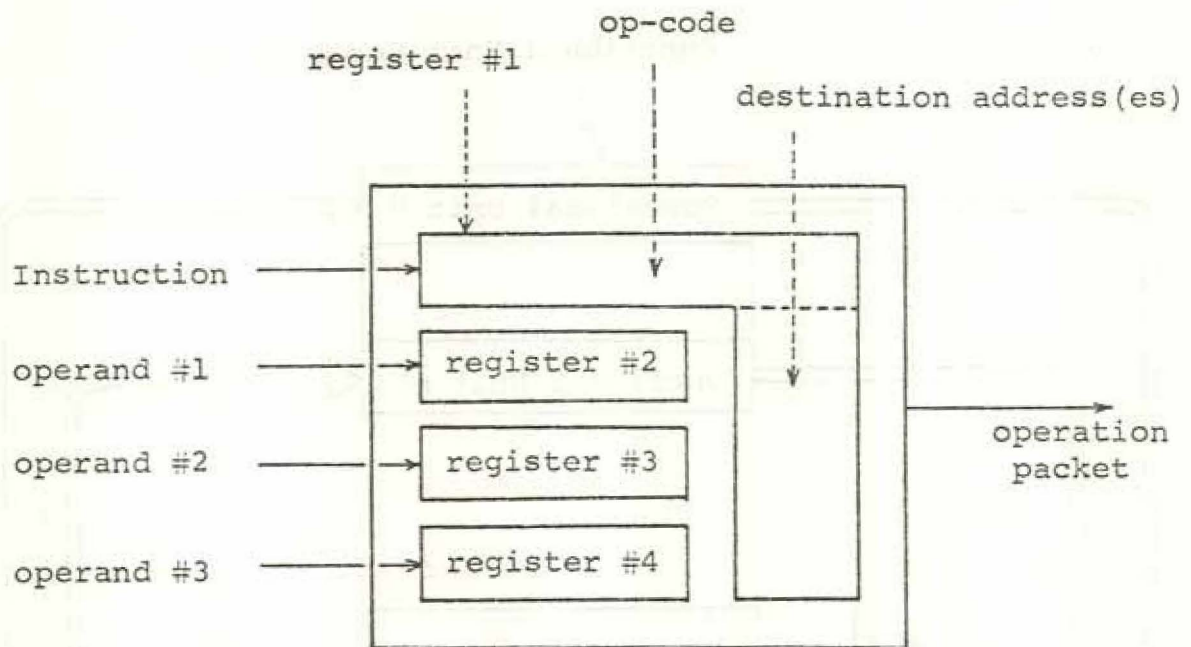 op-code
register #1
destination address(es)
Instruction
operand #1
register #2
operand #2
register #3
operation
packet
operand #3
register #4